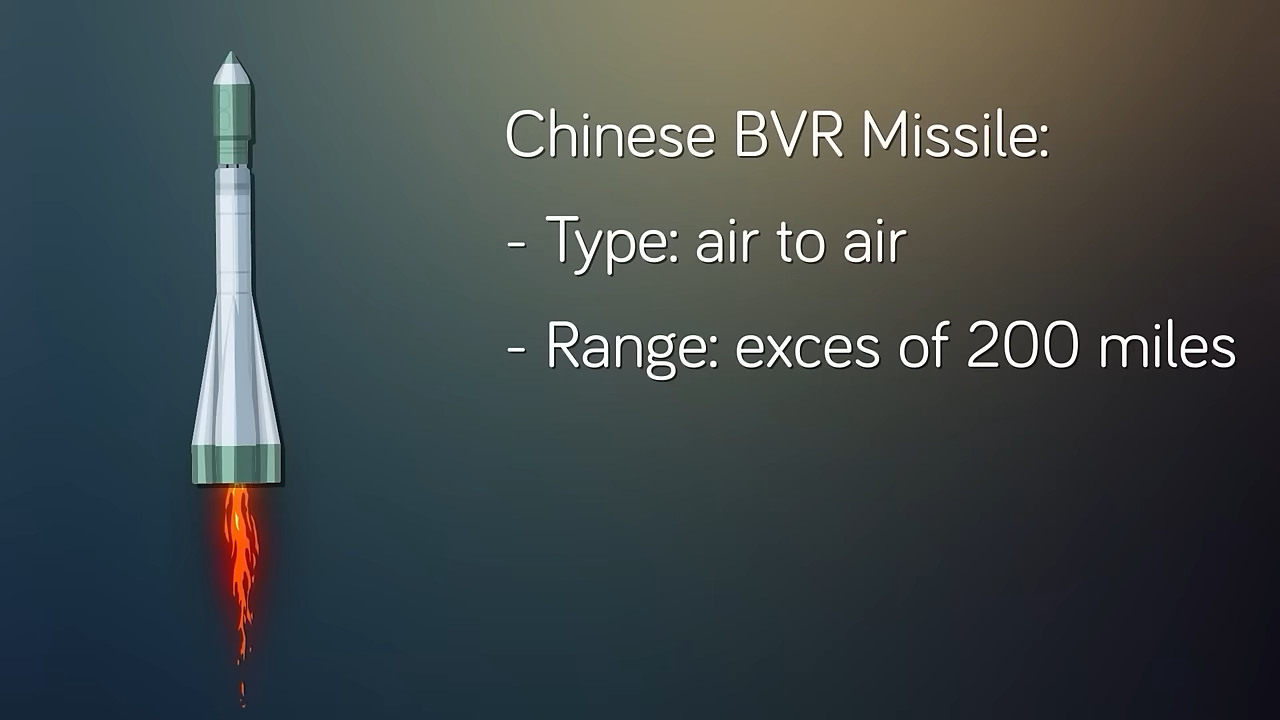 Chinese BVR Missile:
- Type: air to air
- Range: exces of 200 miles